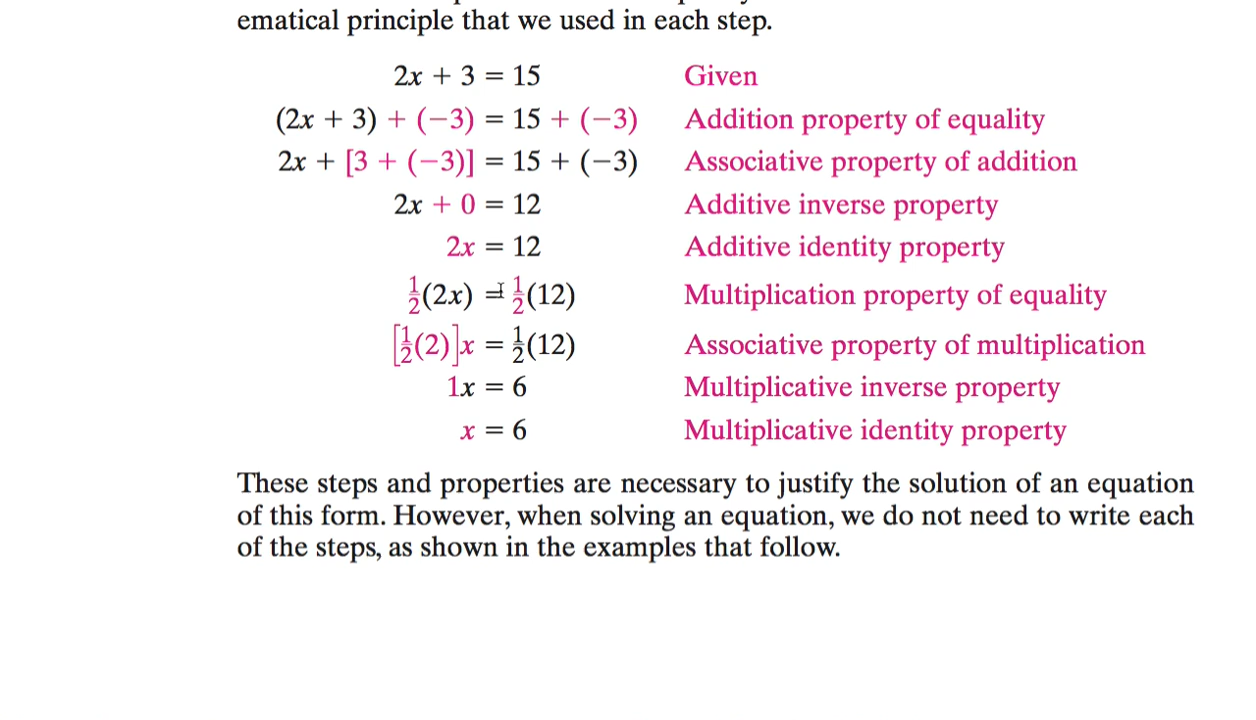 ematical principle that we used in each step.
2x + 3 = 15 Given
(2x + 3) + (−3) = 15 + (−3) Addition property of equality
2x + [3 + (−3)] = 15 + (−3) Associative property of addition
2x + 0 = 12 Additive inverse property
2x = 12 Additive identity property
1/2(2x) = 1/2(12) Multiplication property of equality
[1/2(2)]x = 1/2(12) Associative property of multiplication
1x = 6 Multiplicative inverse property
x = 6 Multiplicative identity property
These steps and properties are necessary to justify the solution of an equation
of this form. However, when solving an equation, we do not need to write each
of the steps, as shown in the examples that follow.